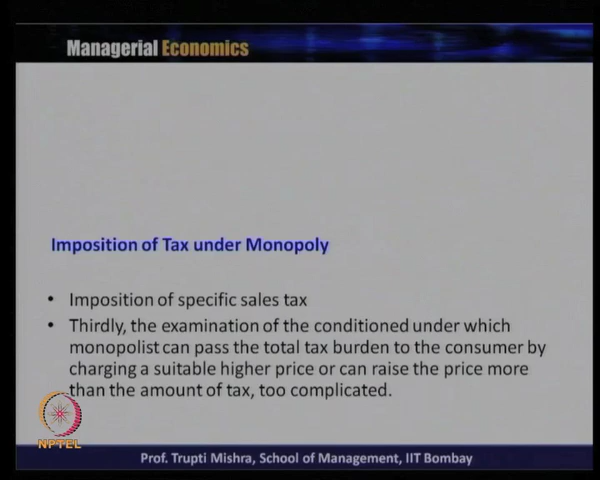 Managerial Economics
Imposition of Tax under Monopoly
• Imposition of specific sales tax
• Thirdly, the examination of the conditioned under which
monopolist can pass the total tax burden to the consumer by
charging a suitable higher price or can raise the price more
than the amount of tax, too complicated.
NPTEL
Prof. Trupti Mishra, School of Management, IIT Bombay